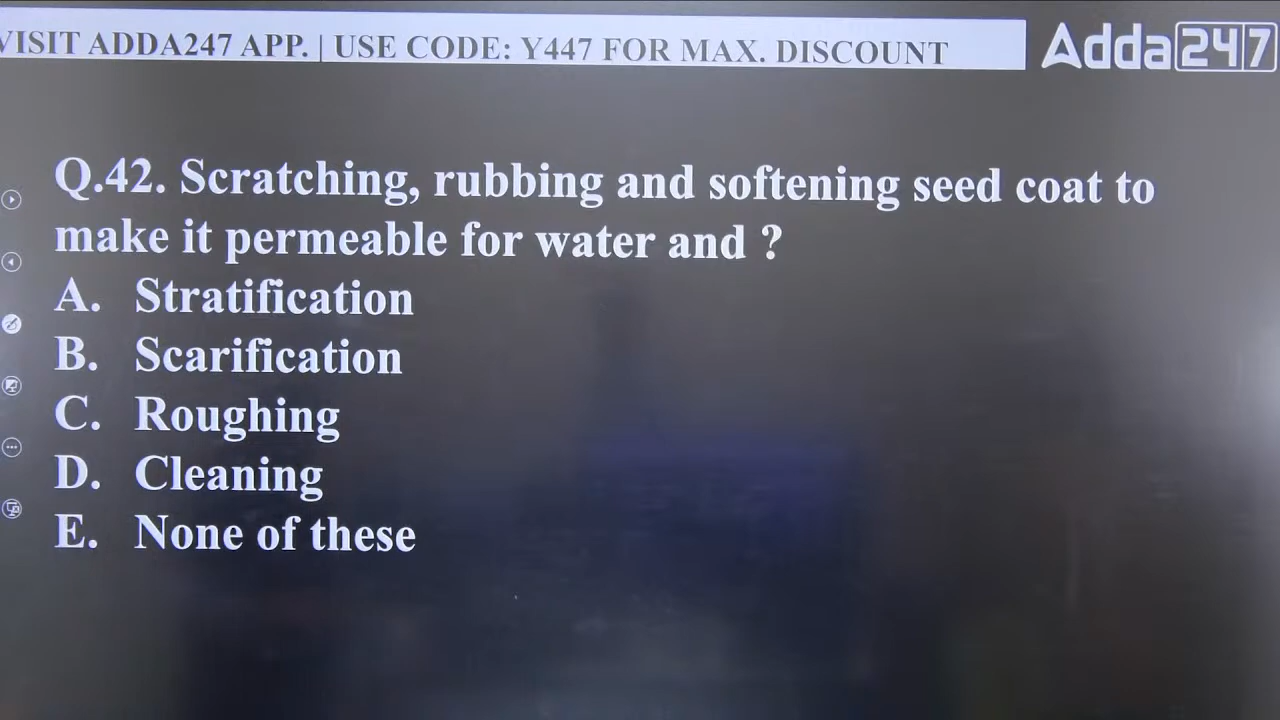 VISIT ADDA247 APP. | USE CODE: Y447 FOR MAX. DISCOUNT
Adda247
Q.42. Scratching, rubbing and softening seed coat to
make it permeable for water and ?
A. Stratification
B. Scarification
C. Roughing
D. Cleaning
E. None of these